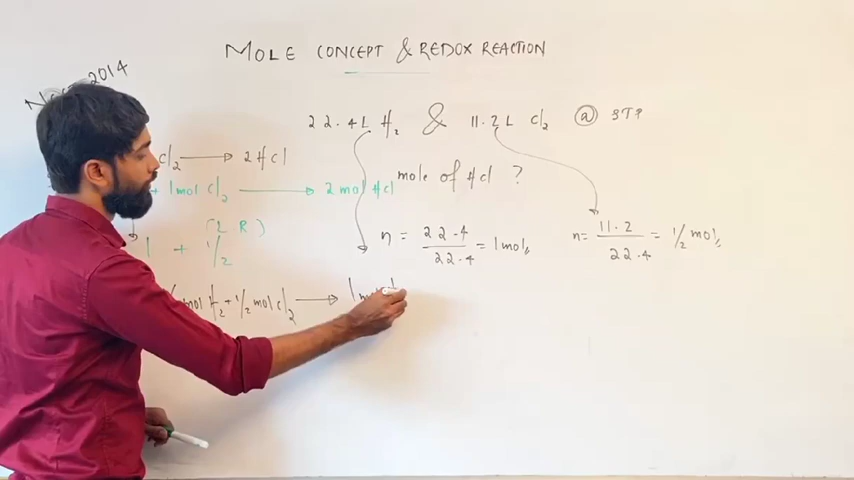 MOLE CONCEPT & REDOX REACTION
2014
22.4L H₂ & 11.2L Cl₂ @ STP
Cl₂ → 2HCl
mole of HCl ?
+ 1mol Cl₂ → 2 mol HCl
(L.R)
1 + 1/2
n = 22.4/22.4 = 1mol
n = 11.2/22.4 = 1/2 mol
mol H₂ + 1/2 mol Cl₂ → 1 mol